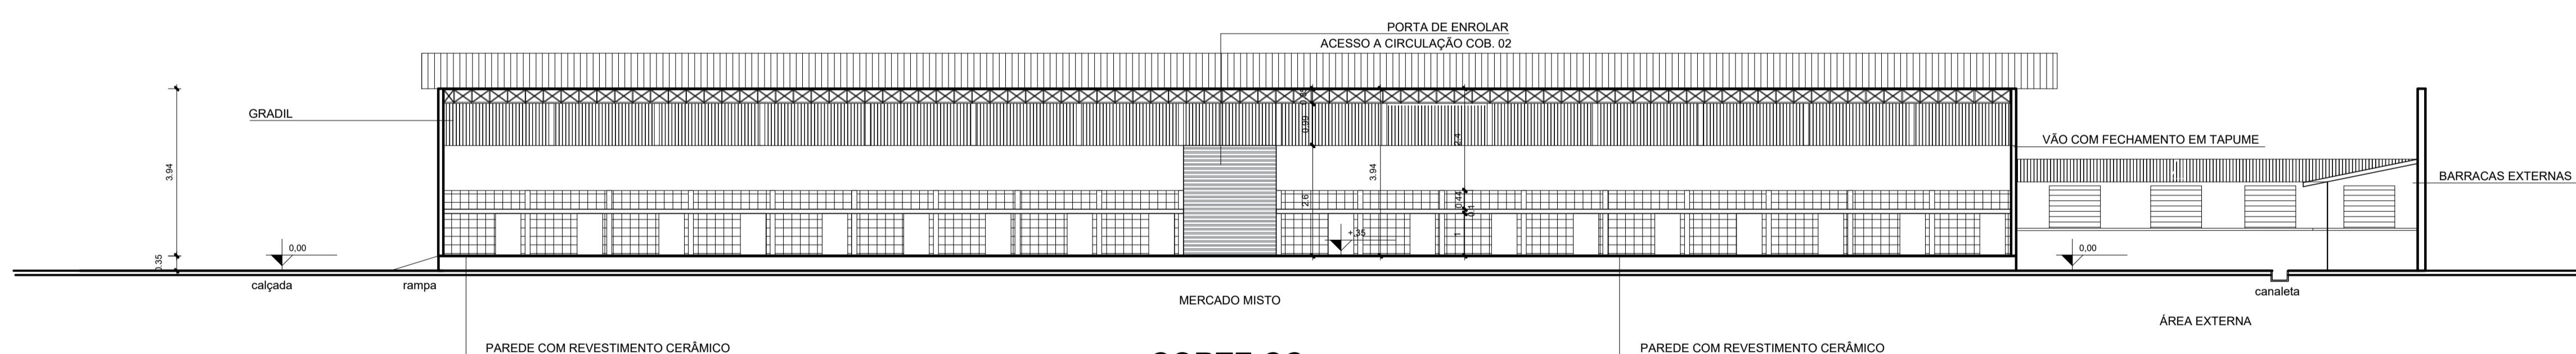 PORTA DE ENROLAR
ACESSO A CIRCULAÇÃO COB. 02
GRADIL
0.99
2.4
VÃO COM FECHAMENTO EM TAPUME
3.94
3.94
BARRACAS EXTERNAS
2.6
0.44
0.1
1
+,35
0,00
0,00
0.35
calçada
rampa
canaleta
MERCADO MISTO
ÁREA EXTERNA
PAREDE COM REVESTIMENTO CERÂMICO
PAREDE COM REVESTIMENTO CERÂMICO